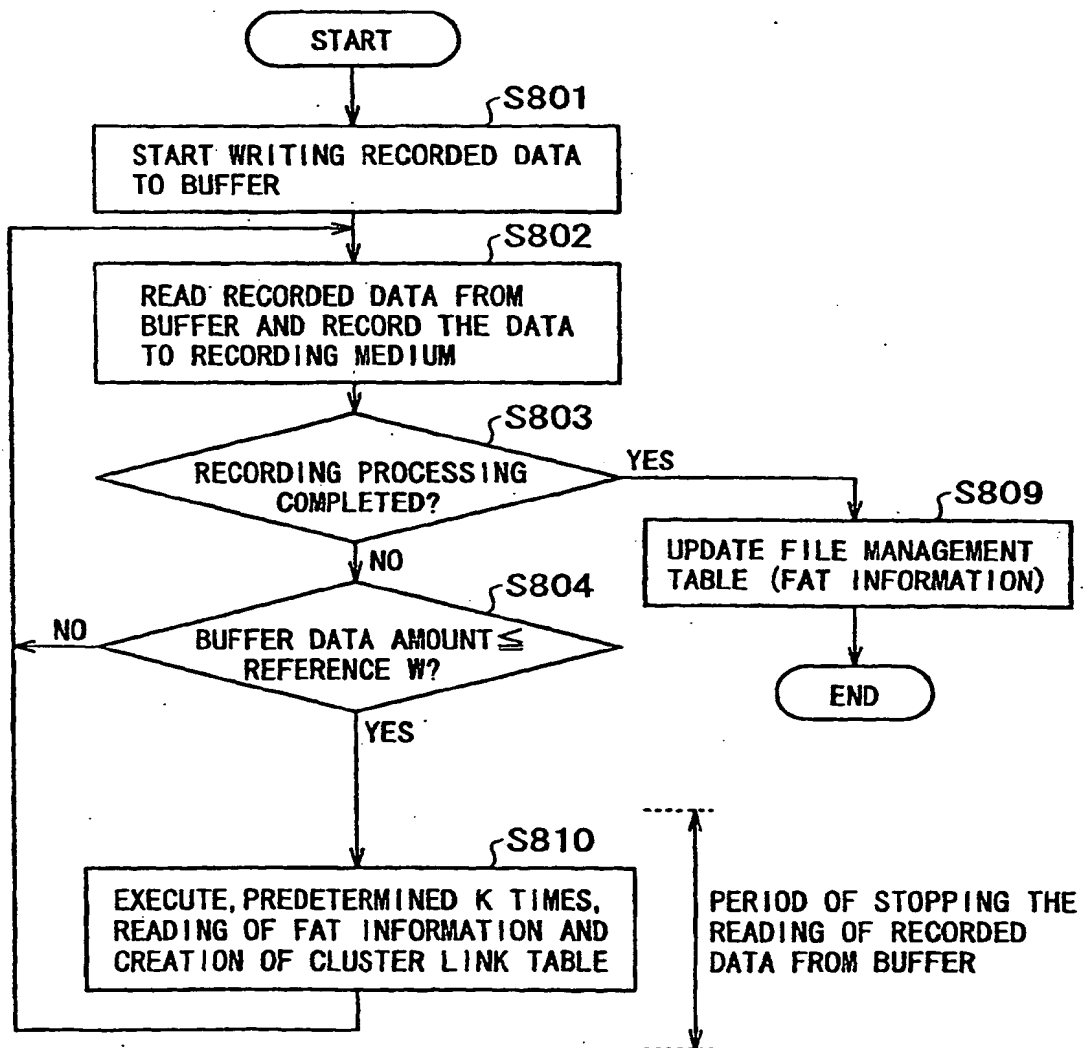 START
S801
START WRITING RECORDED DATA
TO BUFFER
S802
READ RECORDED DATA FROM
BUFFER AND RECORD THE DATA
TO RECORDING MEDIUM
S803
RECORDING PROCESSING
COMPLETED?
YES
S809
UPDATE FILE MANAGEMENT
TABLE (FAT INFORMATION)
END
NO
S804
BUFFER DATA AMOUNT≦
REFERENCE W?
NO
YES
S810
EXECUTE, PREDETERMINED K TIMES,
READING OF FAT INFORMATION AND
CREATION OF CLUSTER LINK TABLE
PERIOD OF STOPPING THE
READING OF RECORDED
DATA FROM BUFFER